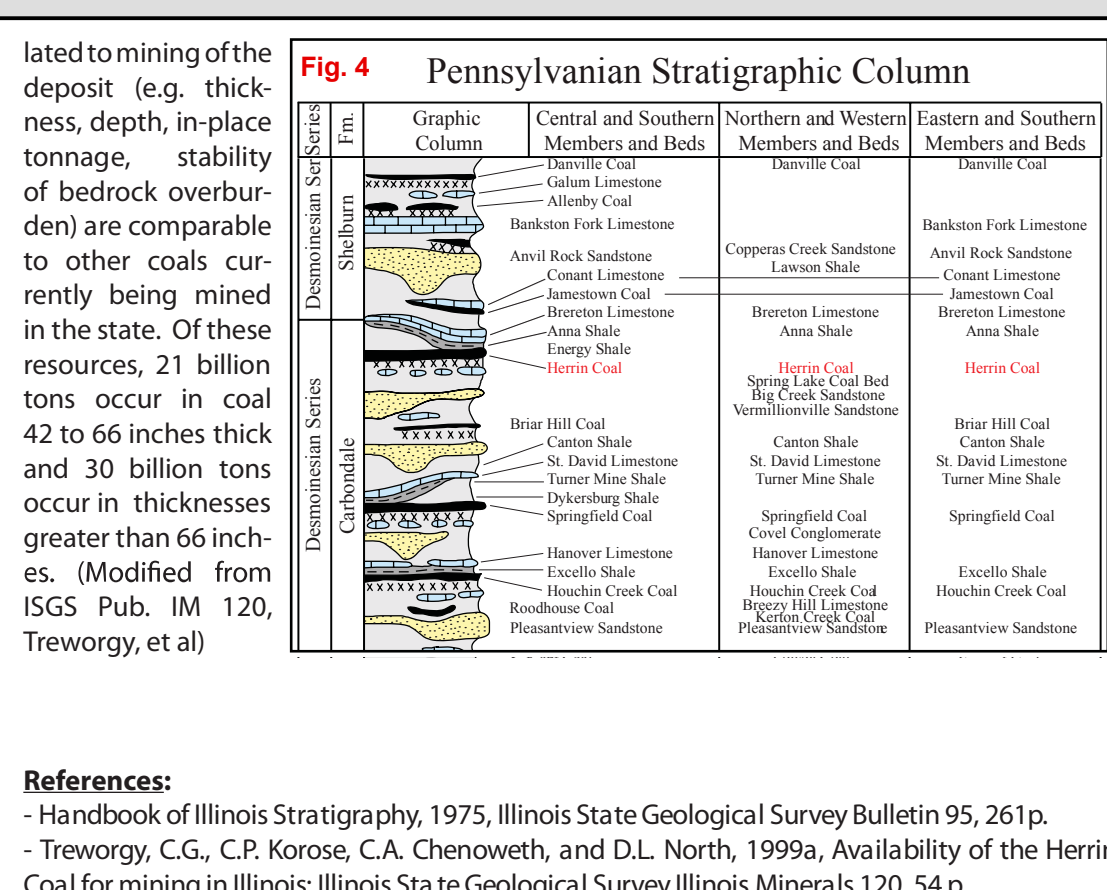 lated to mining of the
deposit (e.g. thick-
ness, depth, in-place
tonnage, stability
of bedrock overbur-
den) are comparable
to other coals cur-
rently being mined
in the state. Of these
resources, 21 billion
tons occur in coal
42 to 66 inches thick
and 30 billion tons
occur in thicknesses
greater than 66 inch-
es. (Modified from
ISGS Pub. IM 120,
Treworgy, et al)
Fig. 4 Pennsylvanian Stratigraphic Column
Series
Fm.
Graphic
Column
Central and Southern
Members and Beds
Northern and Western
Members and Beds
Eastern and Southern
Members and Beds
Desmoinesian Ser
Shelburn
Desmoinesian Series
Carbondale
Danville Coal
Galum Limestone
Allenby Coal
Bankston Fork Limestone
Anvil Rock Sandstone
Conant Limestone
Jamestown Coal
Brereton Limestone
Anna Shale
Energy Shale
Herrin Coal
Briar Hill Coal
Canton Shale
St. David Limestone
Turner Mine Shale
Dykersburg Shale
Springfield Coal
Hanover Limestone
Excello Shale
Houchin Creek Coal
Roodhouse Coal
Pleasantview Sandstone
Danville Coal
Copperas Creek Sandstone
Lawson Shale
Brereton Limestone
Anna Shale
Herrin Coal
Spring Lake Coal Bed
Big Creek Sandstone
Vermillionville Sandstone
Canton Shale
St. David Limestone
Turner Mine Shale
Springfield Coal
Covel Conglomerate
Hanover Limestone
Excello Shale
Houchin Creek Coal
Breezy Hill Limestone
Kerton Creek Coal
Pleasantview Sandstone
Danville Coal
Bankston Fork Limestone
Anvil Rock Sandstone
Conant Limestone
Jamestown Coal
Brereton Limestone
Anna Shale
Herrin Coal
Briar Hill Coal
Canton Shale
St. David Limestone
Turner Mine Shale
Springfield Coal
Excello Shale
Houchin Creek Coal
Pleasantview Sandstone
References:
- Handbook of Illinois Stratigraphy, 1975, Illinois State Geological Survey Bulletin 95, 261p.
- Treworgy, C.G., C.P. Korose, C.A. Chenoweth, and D.L. North, 1999a, Availability of the Herrin
Coal for mining in Illinois: Illinois State Geological Survey Illinois Minerals 120, 54 p.